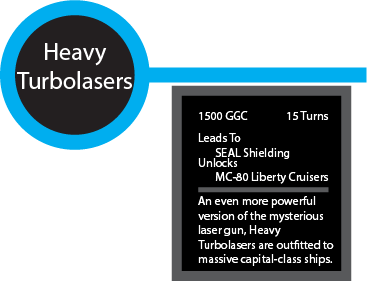 Heavy
Turbolasers
1500 GGC 15 Turns
Leads To
SEAL Shielding
Unlocks
MC-80 Liberty Cruisers
An even more powerful
version of the mysterious
laser gun, Heavy
Turbolasers are outfitted to
massive capital-class ships.